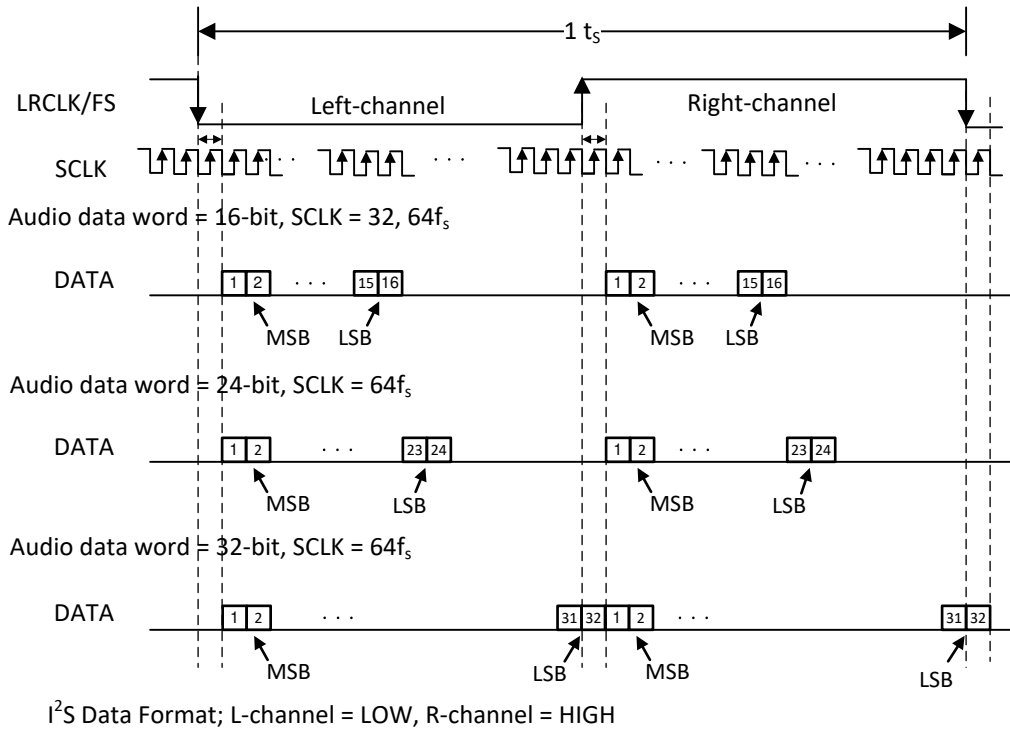 1 tS
LRCLK/FS
Left-channel
Right-channel
SCLK
. . .
. . .
. . .
. . .
Audio data word = 16-bit, SCLK = 32, 64fs
DATA
1 2 . . . 15 16 1 2 . . . 15 16
MSB LSB MSB LSB
Audio data word = 24-bit, SCLK = 64fs
DATA
1 2 . . . 23 24 1 2 . . . 23 24
MSB LSB MSB LSB
Audio data word = 32-bit, SCLK = 64fs
DATA
1 2 . . . 31 32 1 2 . . . 31 32
MSB LSB MSB LSB
I2S Data Format; L-channel = LOW, R-channel = HIGH